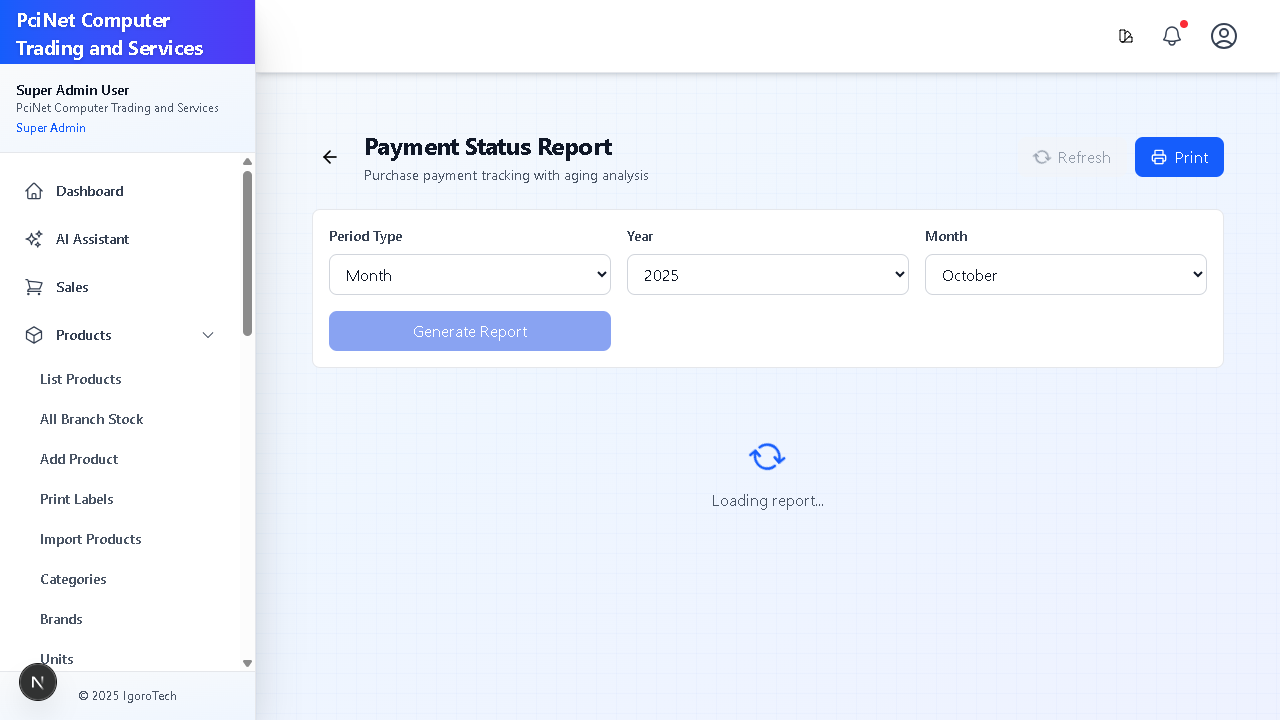 PciNet Computer
Trading and Services
Super Admin User
PciNet Computer Trading and Services
Super Admin
Dashboard
AI Assistant
Sales
Products
List Products
All Branch Stock
Add Product
Print Labels
Import Products
Categories
Brands
Units
N
© 2025 IgoroTech
Payment Status Report
Purchase payment tracking with aging analysis
Refresh
Print
Period Type
Year
Month
Month
2025
October
Generate Report
Loading report...